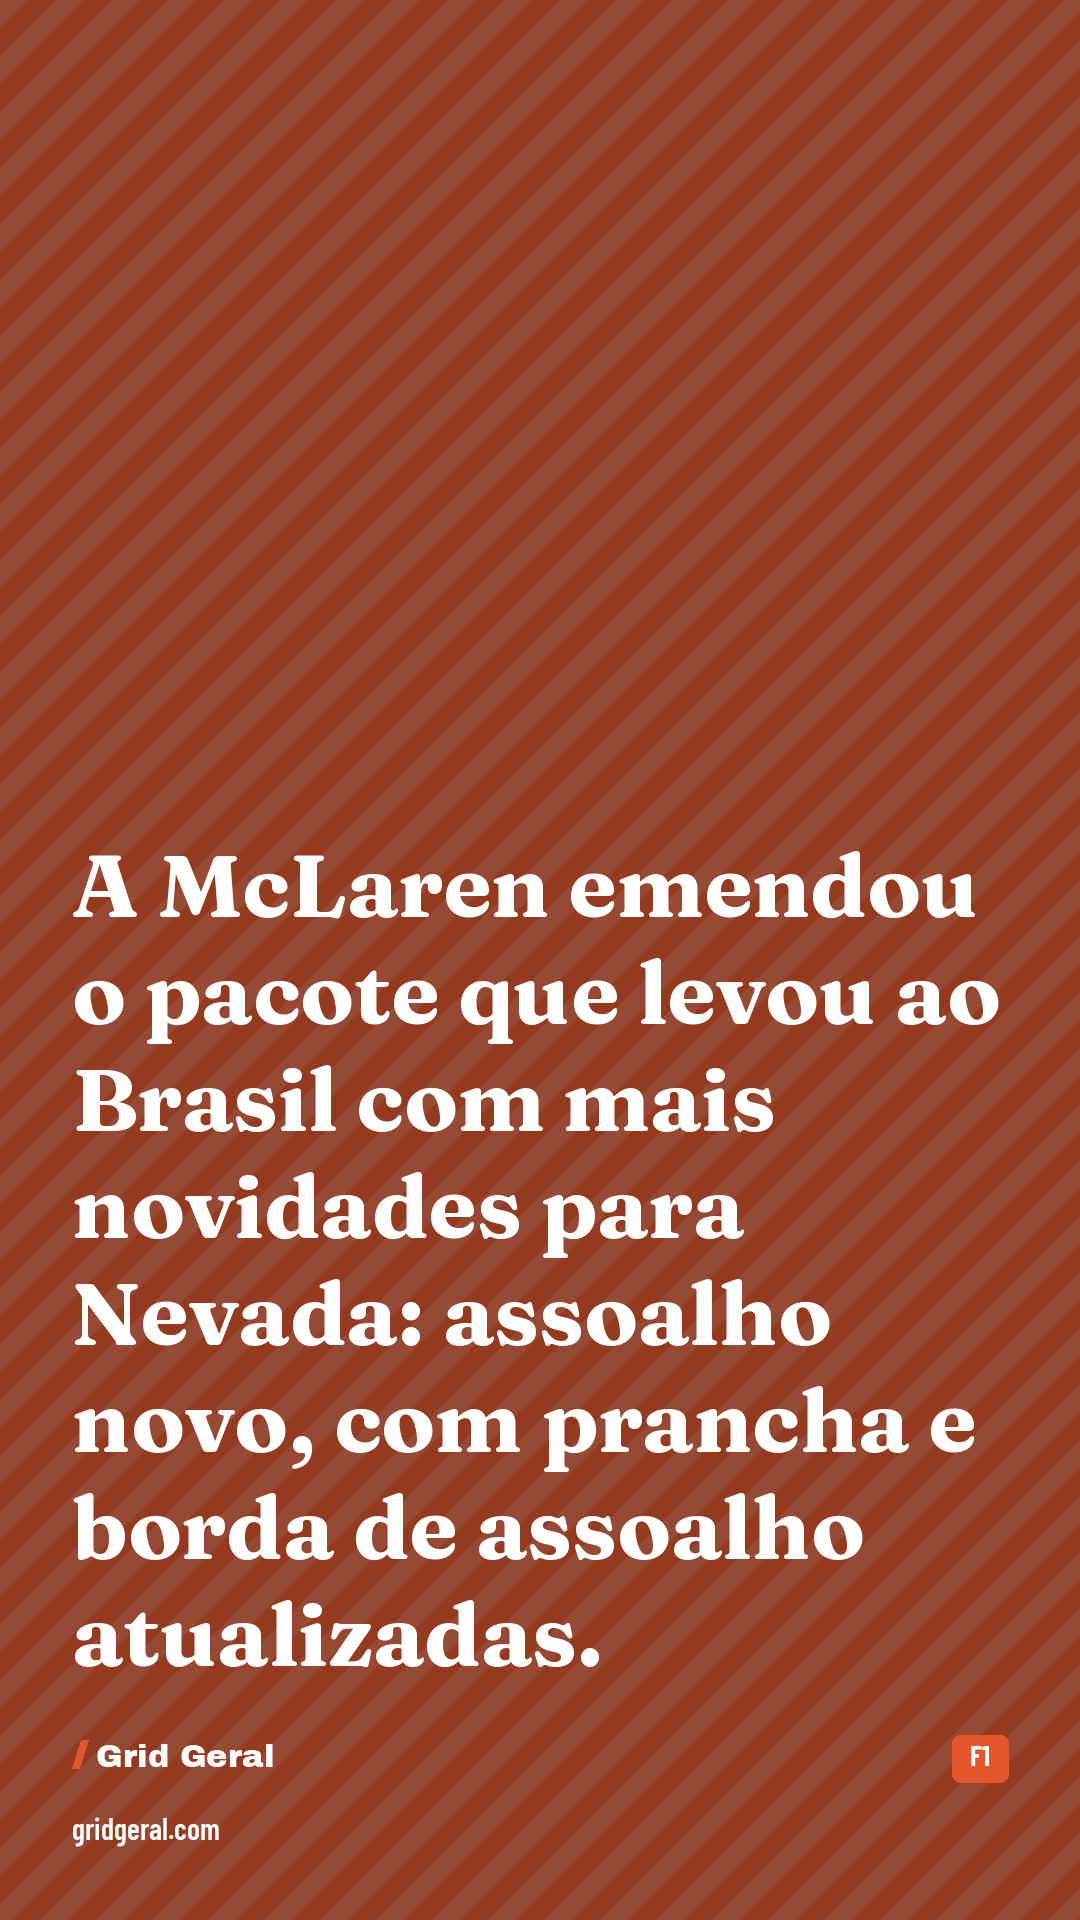 A McLaren emendou
o pacote que levou ao
Brasil com mais
novidades para
Nevada: assoalho
novo, com prancha e
borda de assoalho
atualizadas.
/ Grid Geral
F1
gridgeral.com